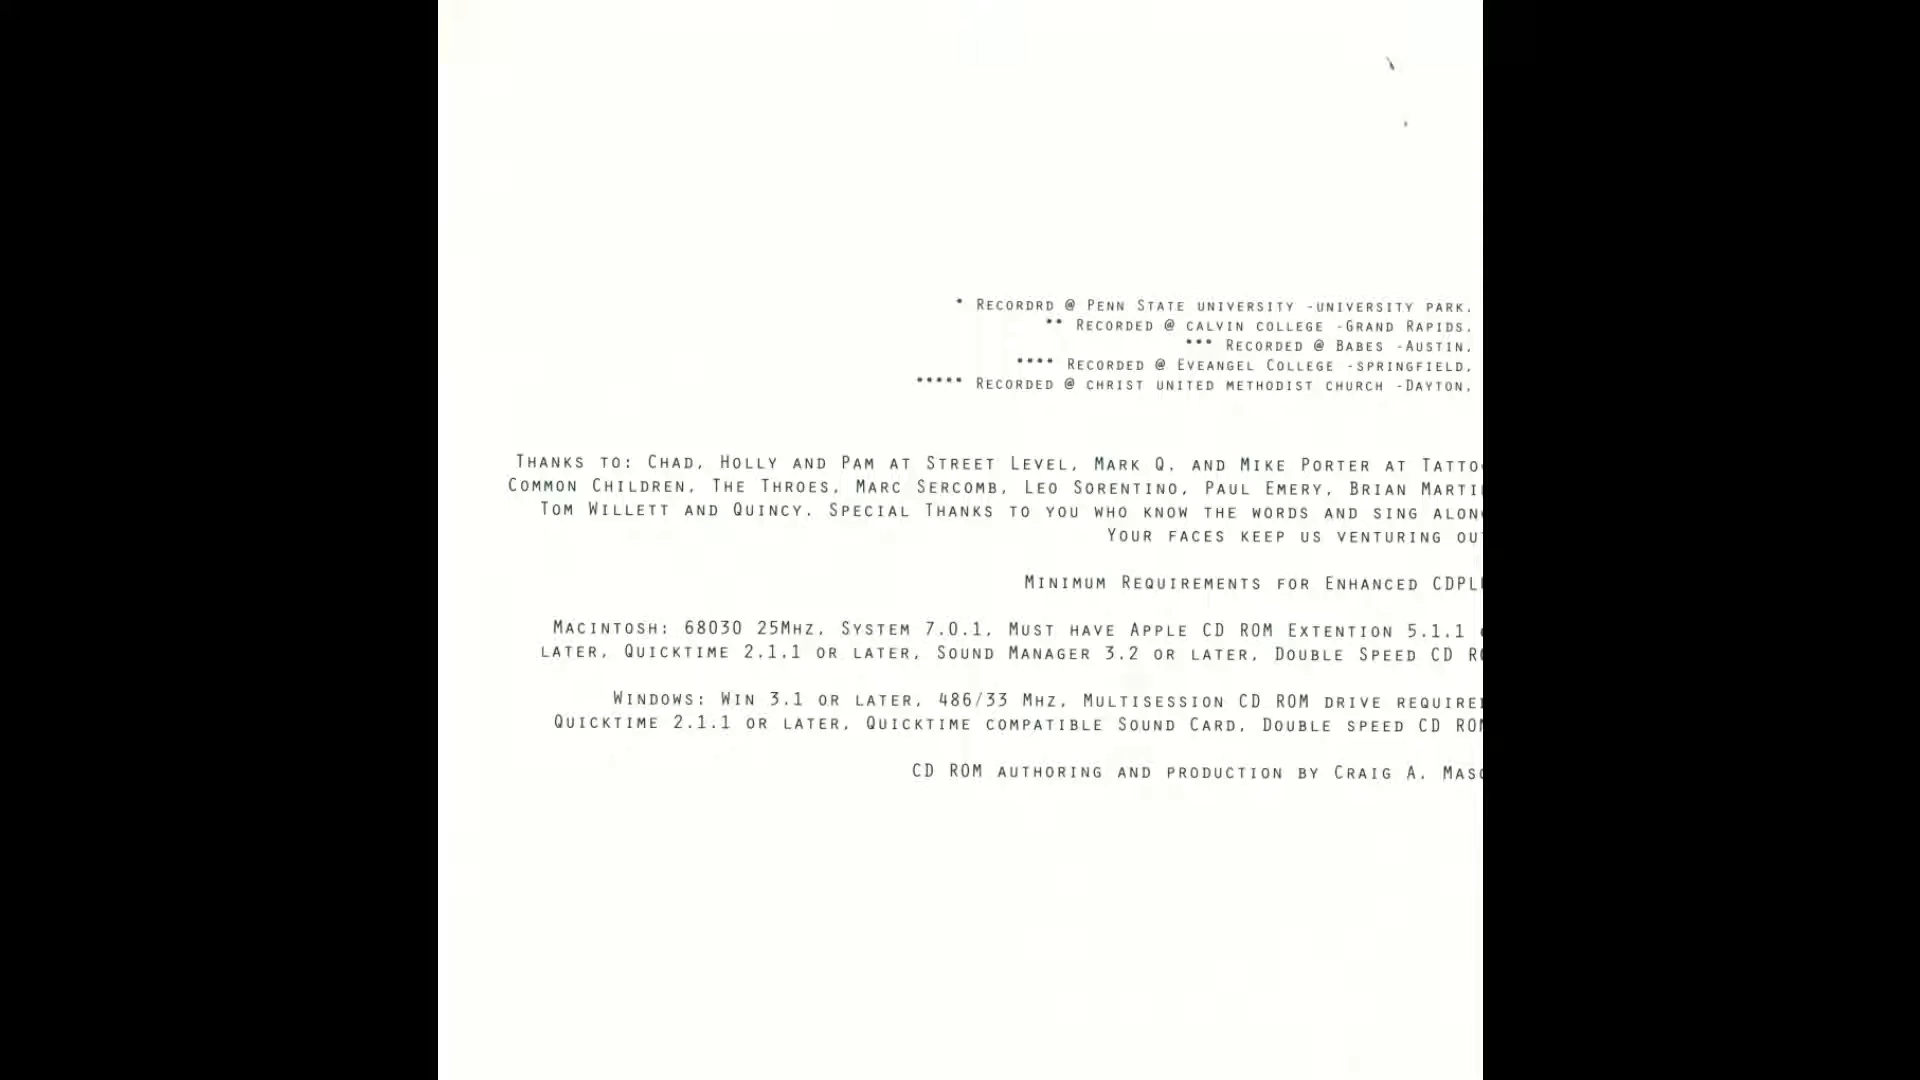 * Recordrd @ Penn State university -university park.
** Recorded @ calvin college -Grand Rapids.
*** Recorded @ Babes -Austin.
**** Recorded @ Eveangel College -springfield.
***** Recorded @ christ united methodist church -Dayton.
Thanks to: Chad, Holly and Pam at Street Level, Mark Q. and Mike Porter at
Common Children, The Throes, Marc Sercomb, Leo Sorentino, Paul Emery, Brian
Tom Willett and Quincy. Special Thanks to you who know the words and sing
Your faces keep us venturing
Minimum Requirements for Enhanced
Macintosh: 68030 25Mhz, System 7.0.1, Must have Apple CD ROM Extention 5.1.1
later, Quicktime 2.1.1 or later, Sound Manager 3.2 or later, Double Speed CD
Windows: Win 3.1 or later, 486/33 Mhz, Multisession CD ROM drive
Quicktime 2.1.1 or later, Quicktime compatible Sound Card, Double speed CD
CD ROM authoring and production by Craig A.